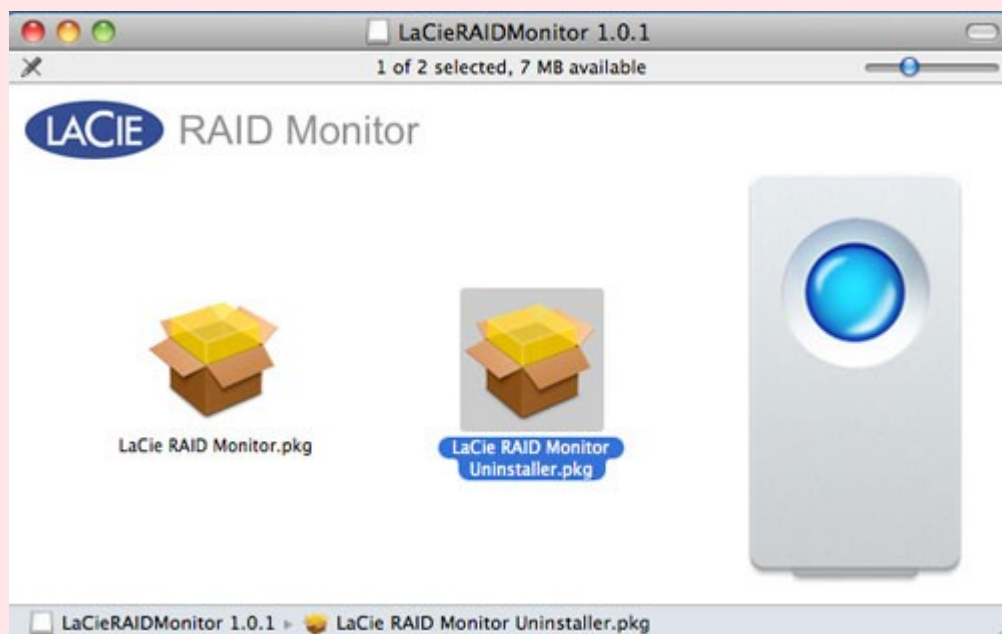 LaCieRAIDMonitor 1.0.1
1 of 2 selected, 7 MB available
LACIE RAID Monitor
LaCie RAID Monitor.pkg
LaCie RAID Monitor
Uninstaller.pkg
LaCieRAIDMonitor 1.0.1 ▸ LaCie RAID Monitor Uninstaller.pkg